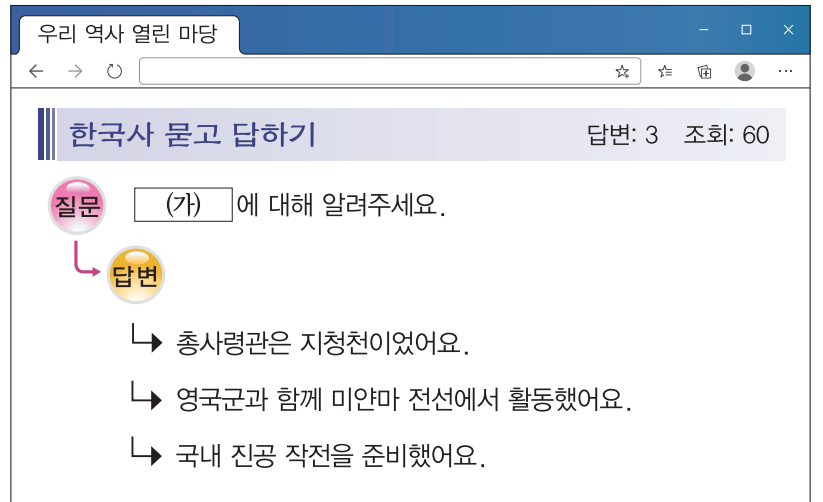 우리 역사 열린 마당
한국사 묻고 답하기 답변: 3 조회: 60
질문 (가) 에 대해 알려주세요.
답변
총사령관은 지청천이었어요.
영국군과 함께 미얀마 전선에서 활동했어요.
국내 진공 작전을 준비했어요.